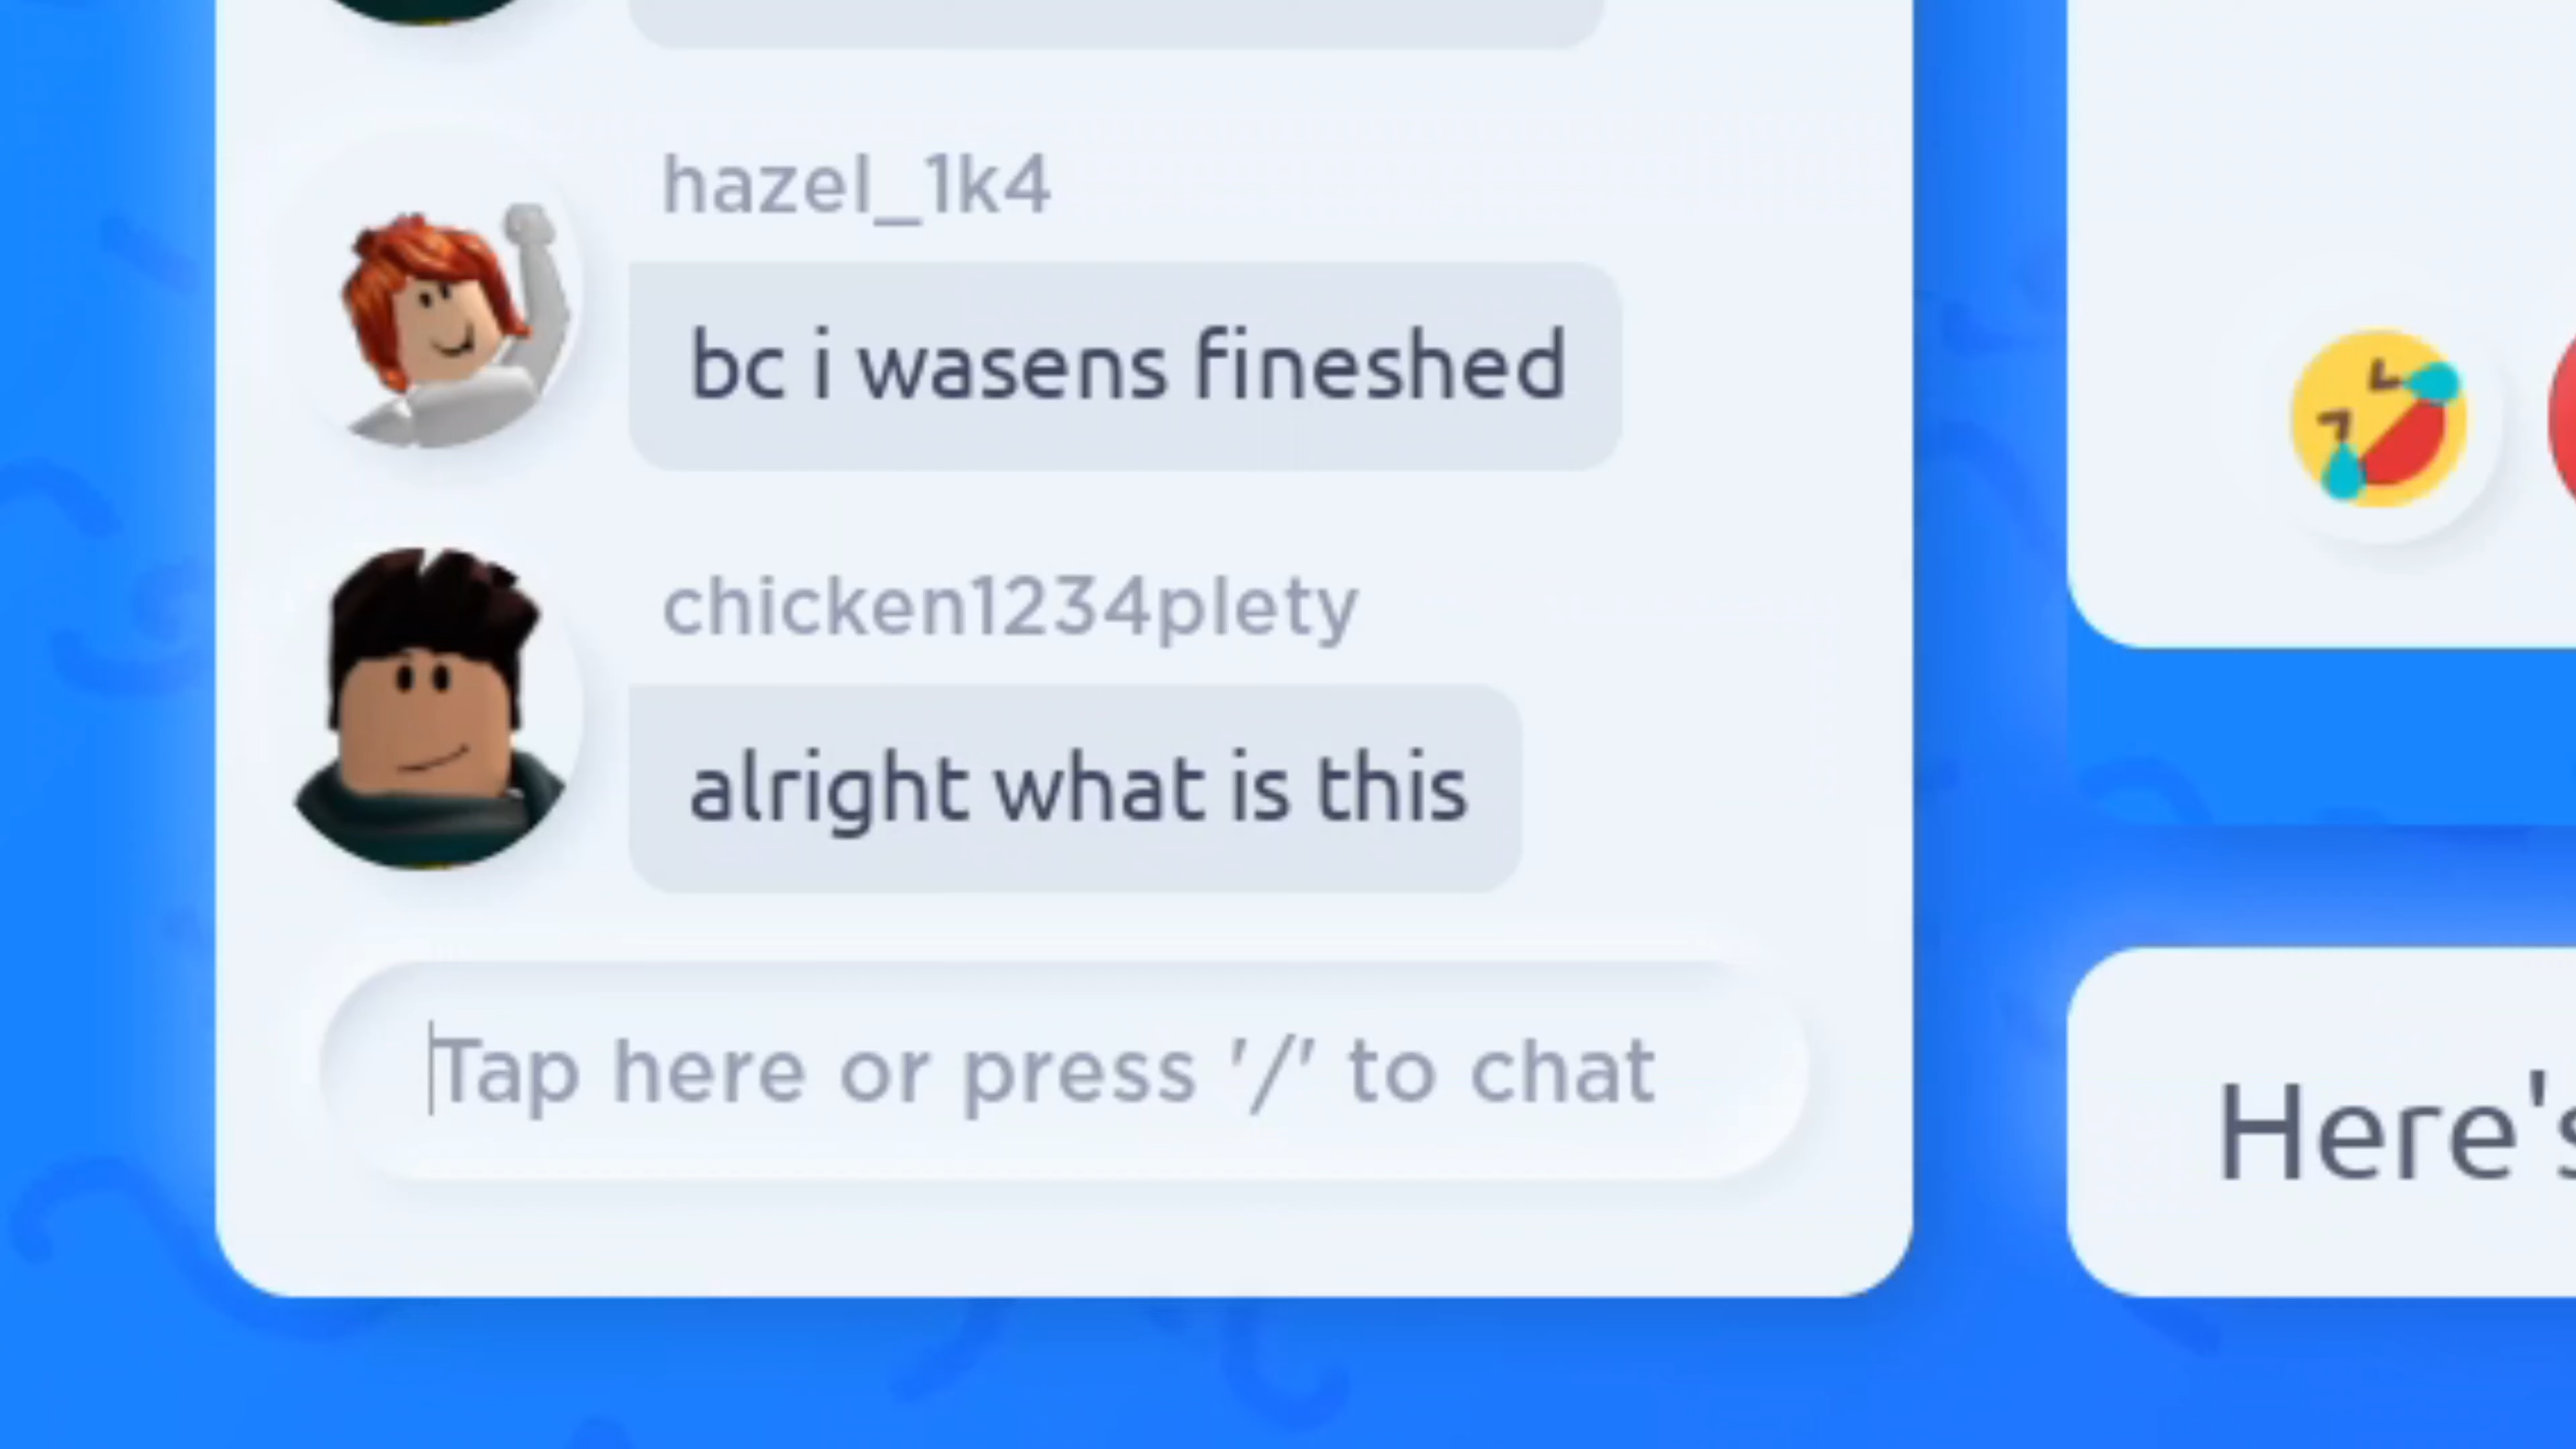 hazel_1k4
bc i wasens fineshed
chicken1234plety
alright what is this
Tap here or press '/' to chat
Here's